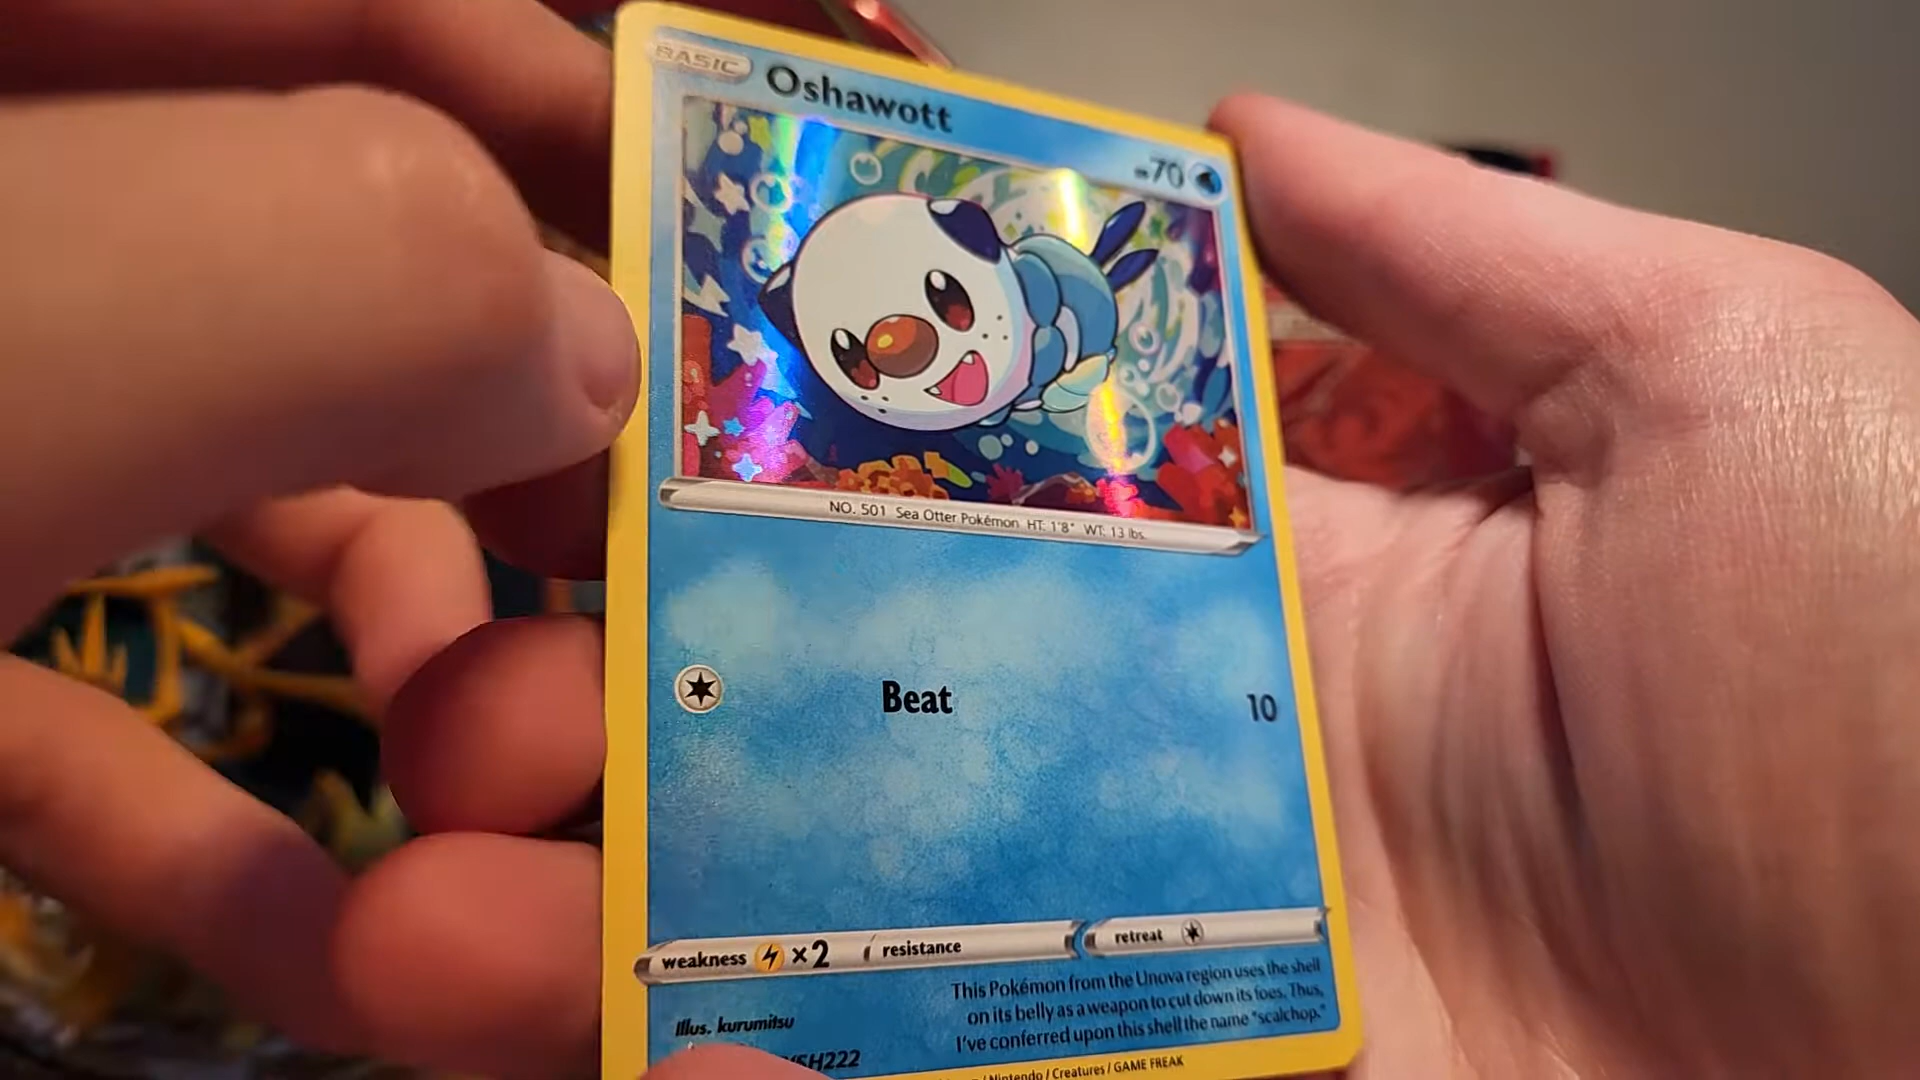 BASIC Oshawott
HP70
NO. 501 Sea Otter Pokémon HT: 1'8" WT: 13 lbs.
Beat 10
weakness ×2 resistance retreat
This Pokémon from the Unova region uses the shell
on its belly as a weapon to cut down its foes. Thus,
I've conferred upon this shell the name "scalchop."
Illus. kurumitsu
SH222
/ Nintendo / Creatures / GAME FREAK